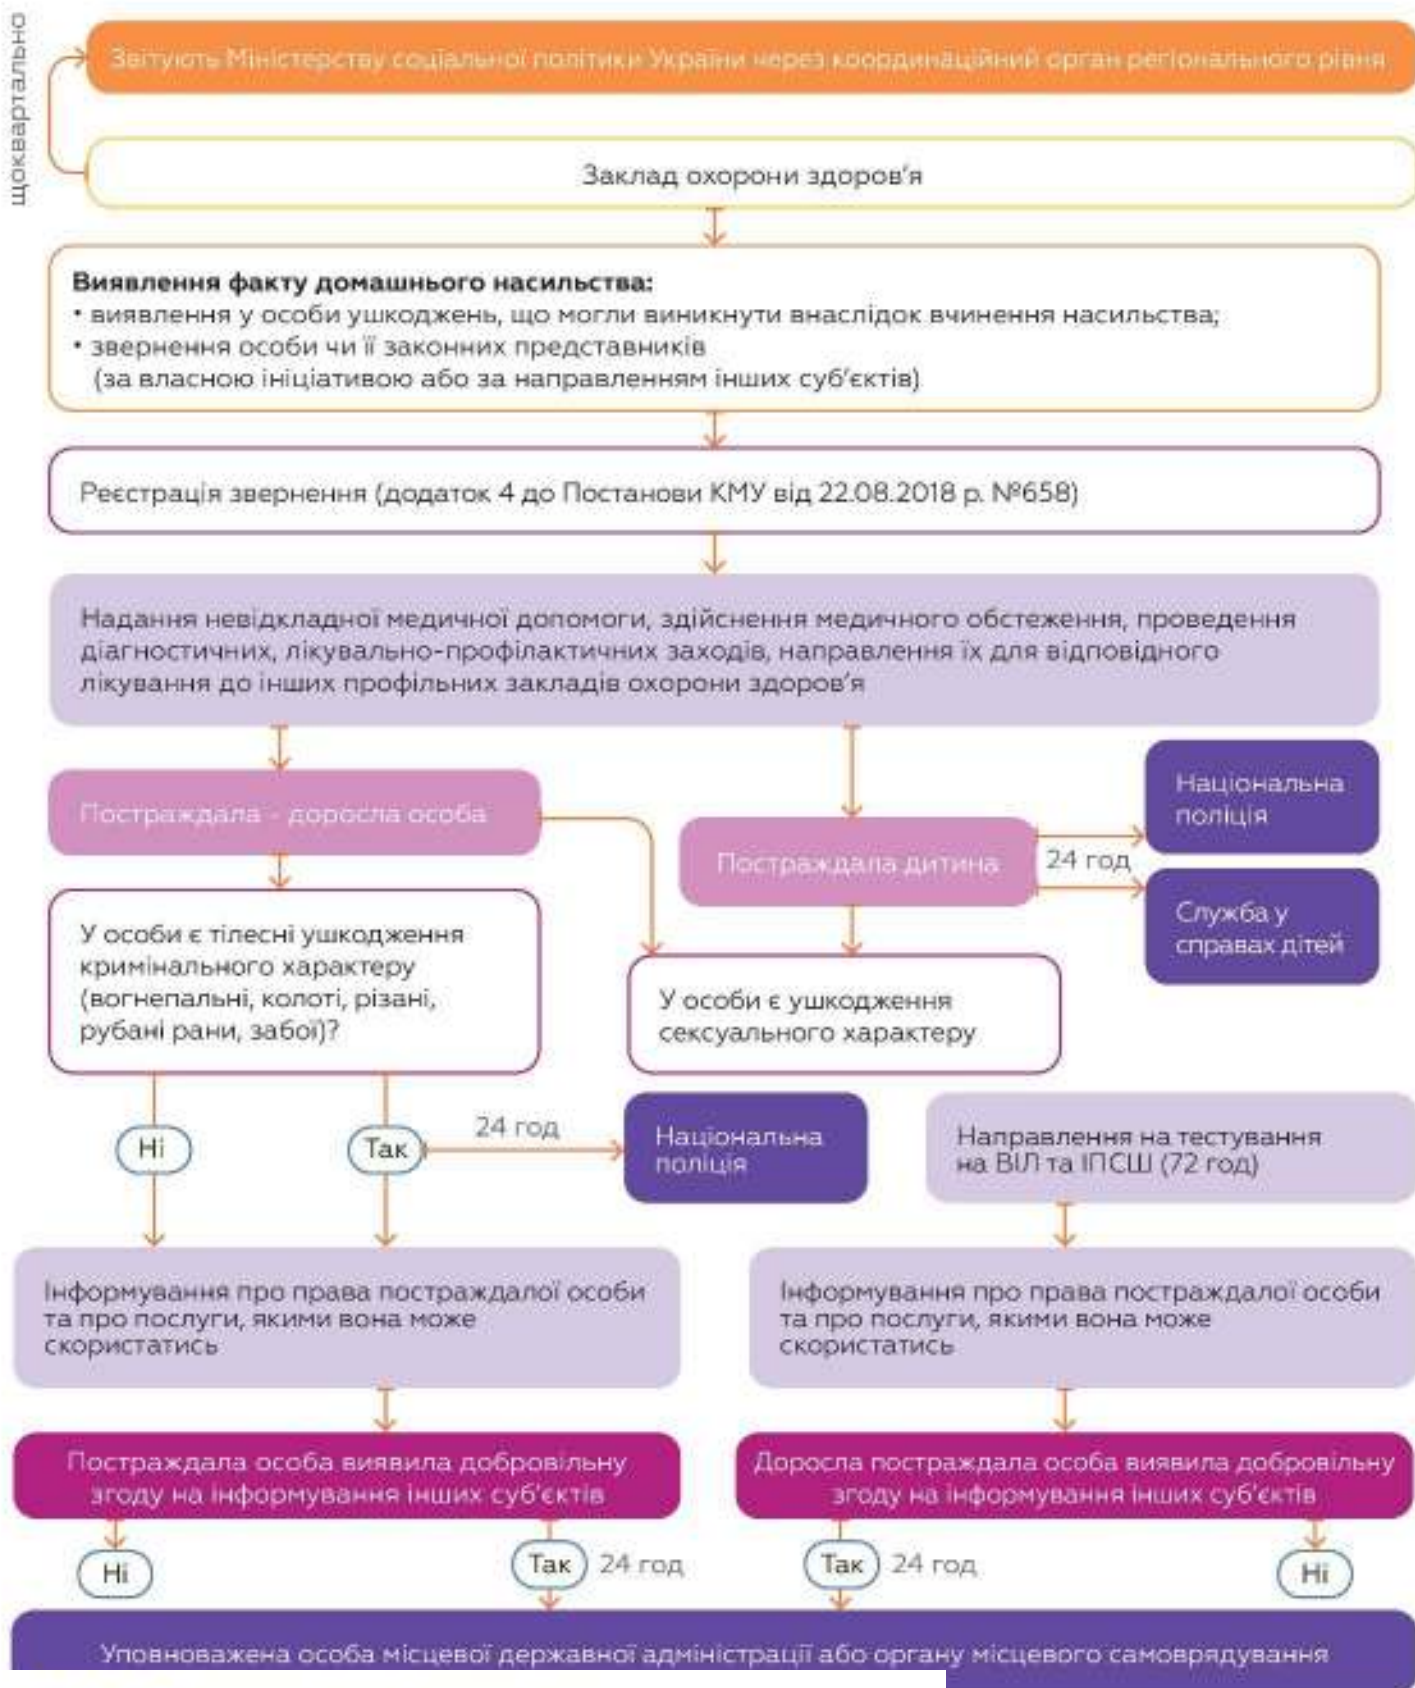 щоквартально
Звітують Міністерству соціальної політики України через координаційний орган регіонального рівня
Заклад охорони здоров'я
Виявлення факту домашнього насильства:
• виявлення у особи ушкоджень, що могли виникнути внаслідок вчинення насильства;
• звернення особи чи її законних представників
(за власною ініціативою або за направленням інших суб'єктів)
Реєстрація звернення (додаток 4 до Постанови КМУ від 22.08.2018 р. №658)
Надання невідкладної медичної допомоги, здійснення медичного обстеження, проведення
діагностичних, лікувально-профілактичних заходів, направлення їх для відповідного
лікування до інших профільних закладів охорони здоров'я
Постраждала - доросла особа
Постраждала дитина
24 год
Національна
поліція
Служба у
справах дітей
У особи є тілесні ушкодження
кримінального характеру
(вогнепальні, колоті, різані,
рубані рани, забої)?
У особи є ушкодження
сексуального характеру
Ні
Так
24 год
Національна
поліція
Направлення на тестування
на ВІЛ та ІПСШ (72 год)
Інформування про права постраждалої особи
та про послуги, якими вона може
скористатись
Інформування про права постраждалої особи
та про послуги, якими вона може
скористатись
Постраждала особа виявила добровільну
згоду на інформування інших суб'єктів
Доросла постраждала особа виявила добровільну
згоду на інформування інших суб'єктів
Ні
Так 24 год
Так 24 год
Ні
Уповноважена особа місцевої державної адміністрації або органу місцевого самоврядування